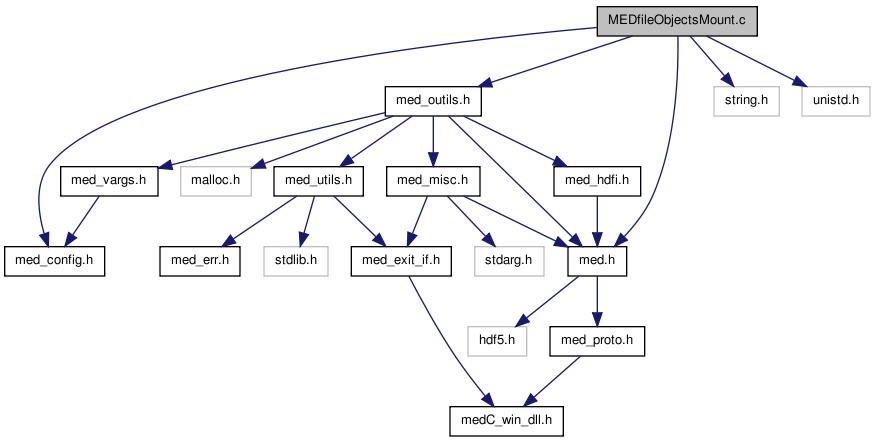 MEDfileObjectsMount.c
med_outils.h
string.h
unistd.h
med_vargs.h
malloc.h
med_utils.h
med_misc.h
med_hdfi.h
med_config.h
med_err.h
stdlib.h
med_exit_if.h
stdarg.h
med.h
hdf5.h
med_proto.h
medC_win_dll.h